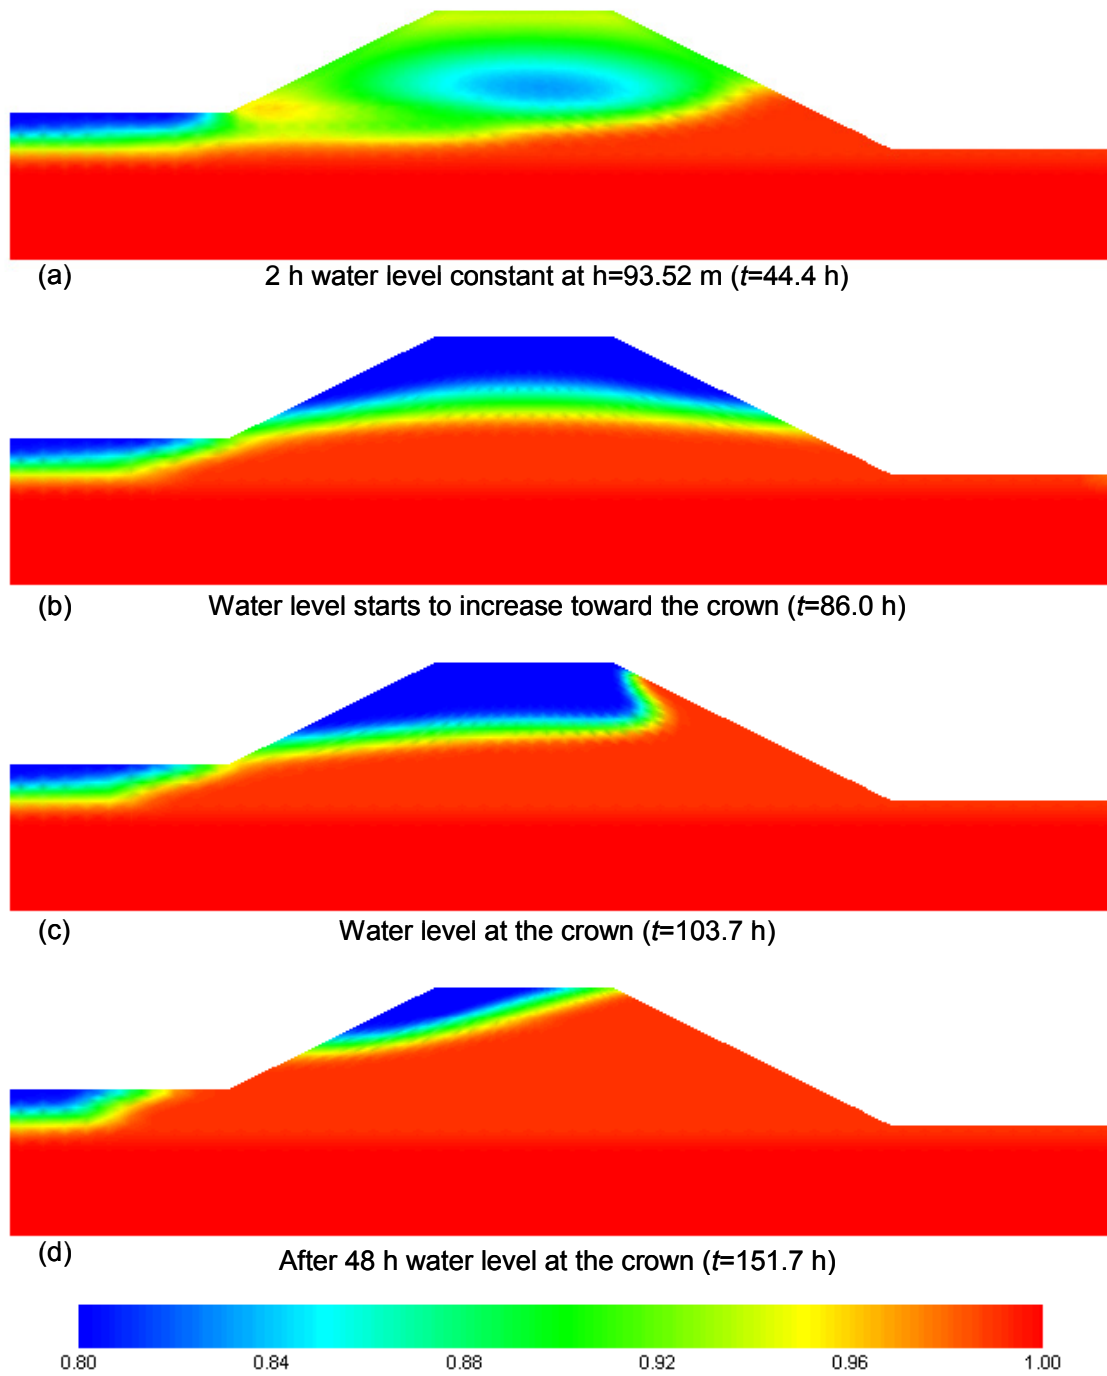 (a)
2 h water level constant at h=93.52 m (t=44.4 h)
(b)
Water level starts to increase toward the crown (t=86.0 h)
(c)
Water level at the crown (t=103.7 h)
(d)
After 48 h water level at the crown (t=151.7 h)
0.80 0.84 0.88 0.92 0.96 1.00